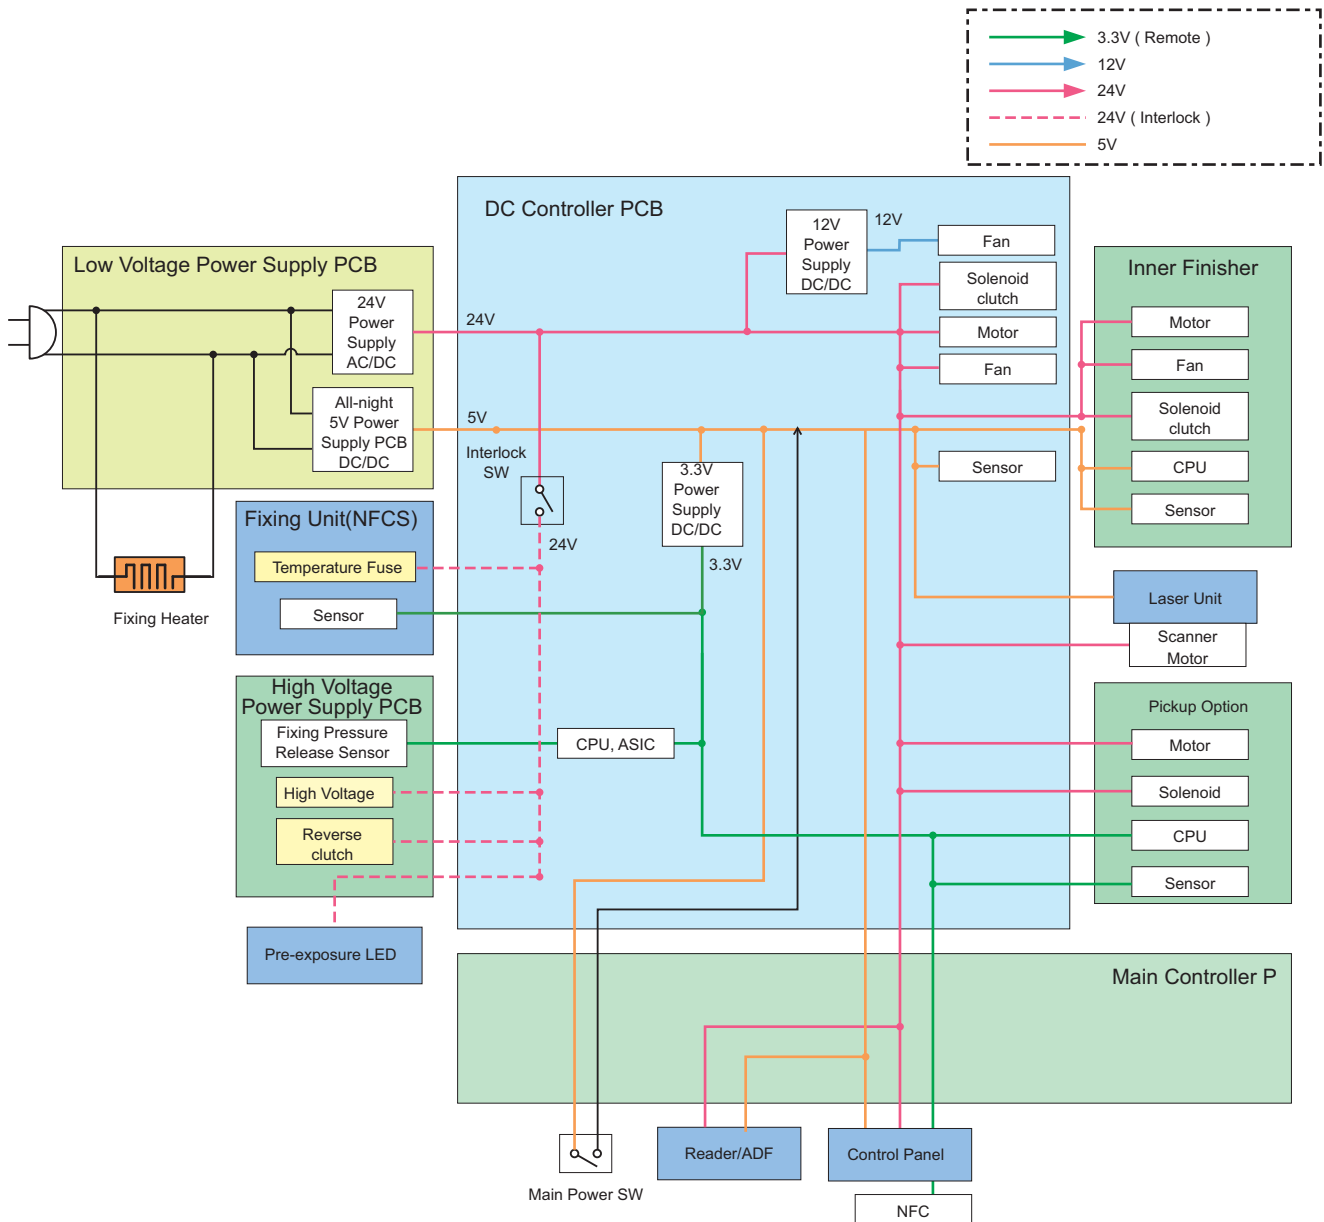 3.3V ( Remote )
12V
24V
24V ( Interlock )
5V
DC Controller PCB
12V
Power
Supply
DC/DC
12V
Fan
Solenoid
clutch
Motor
Fan
Sensor
Low Voltage Power Supply PCB
24V
Power
Supply
AC/DC
24V
All-night
5V Power
Supply PCB
DC/DC
5V
Interlock
SW
24V
3.3V
Power
Supply
DC/DC
3.3V
Inner Finisher
Motor
Fan
Solenoid
clutch
CPU
Sensor
Fixing Heater
Fixing Unit(NFCS)
Temperature Fuse
Sensor
Laser Unit
Scanner
Motor
High Voltage
Power Supply PCB
Fixing Pressure
Release Sensor
High Voltage
Reverse
clutch
CPU, ASIC
Pickup Option
Motor
Solenoid
CPU
Sensor
Pre-exposure LED
Main Controller P
Main Power SW
Reader/ADF
Control Panel
NFC